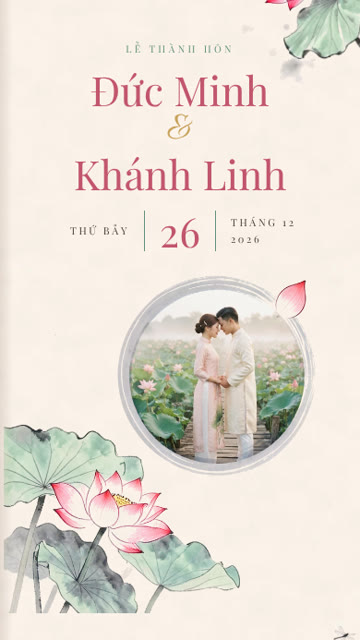 LỄ THÀNH HÔN
Đức Minh
&
Khánh Linh
THỨ BẢY
26
THÁNG 12
2026